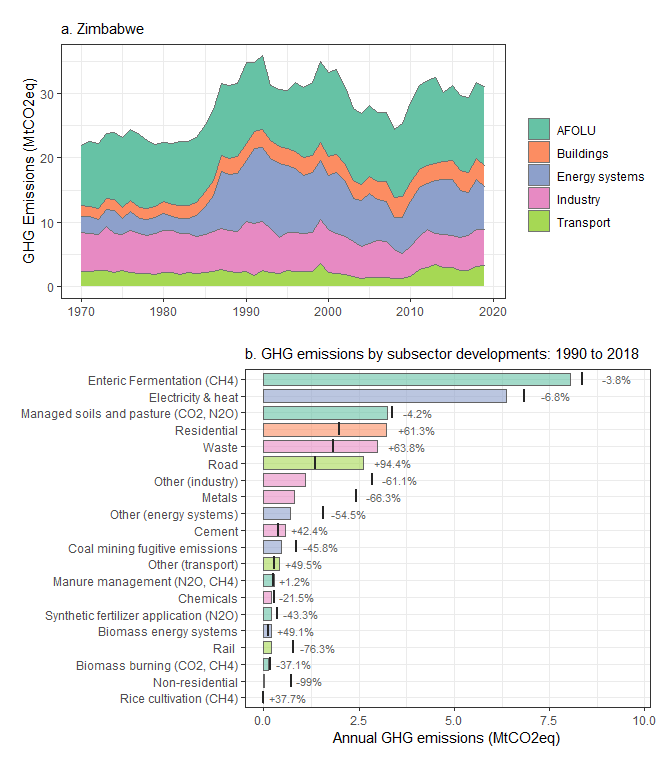 a. Zimbabwe
GHG Emissions (MtCO2eq)
30
20
10
0
1970
1980
1990
2000
2010
2020
AFOLU
Buildings
Energy systems
Industry
Transport
b. GHG emissions by subsector developments: 1990 to 2018
Enteric Fermentation (CH4) -3.8%
Electricity & heat -6.8%
Managed soils and pasture (CO2, N2O) -4.2%
Residential +61.3%
Waste +63.8%
Road +94.4%
Other (industry) -61.1%
Metals -66.3%
Other (energy systems) -54.5%
Cement +42.4%
Coal mining fugitive emissions -45.8%
Other (transport) +49.5%
Manure management (N2O, CH4) +1.2%
Chemicals -21.5%
Synthetic fertilizer application (N2O) -43.3%
Biomass energy systems +49.1%
Rail -76.3%
Biomass burning (CO2, CH4) -37.1%
Non-residential -99%
Rice cultivation (CH4) +37.7%
0.0
2.5
5.0
7.5
10.0
Annual GHG emissions (MtCO2eq)